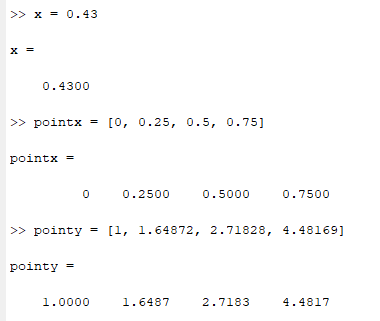 >> x = 0.43
x =
0.4300
>> pointx = [0, 0.25, 0.5, 0.75]
pointx =
0 0.2500 0.5000 0.7500
>> pointy = [1, 1.64872, 2.71828, 4.48169]
pointy =
1.0000 1.6487 2.7183 4.4817